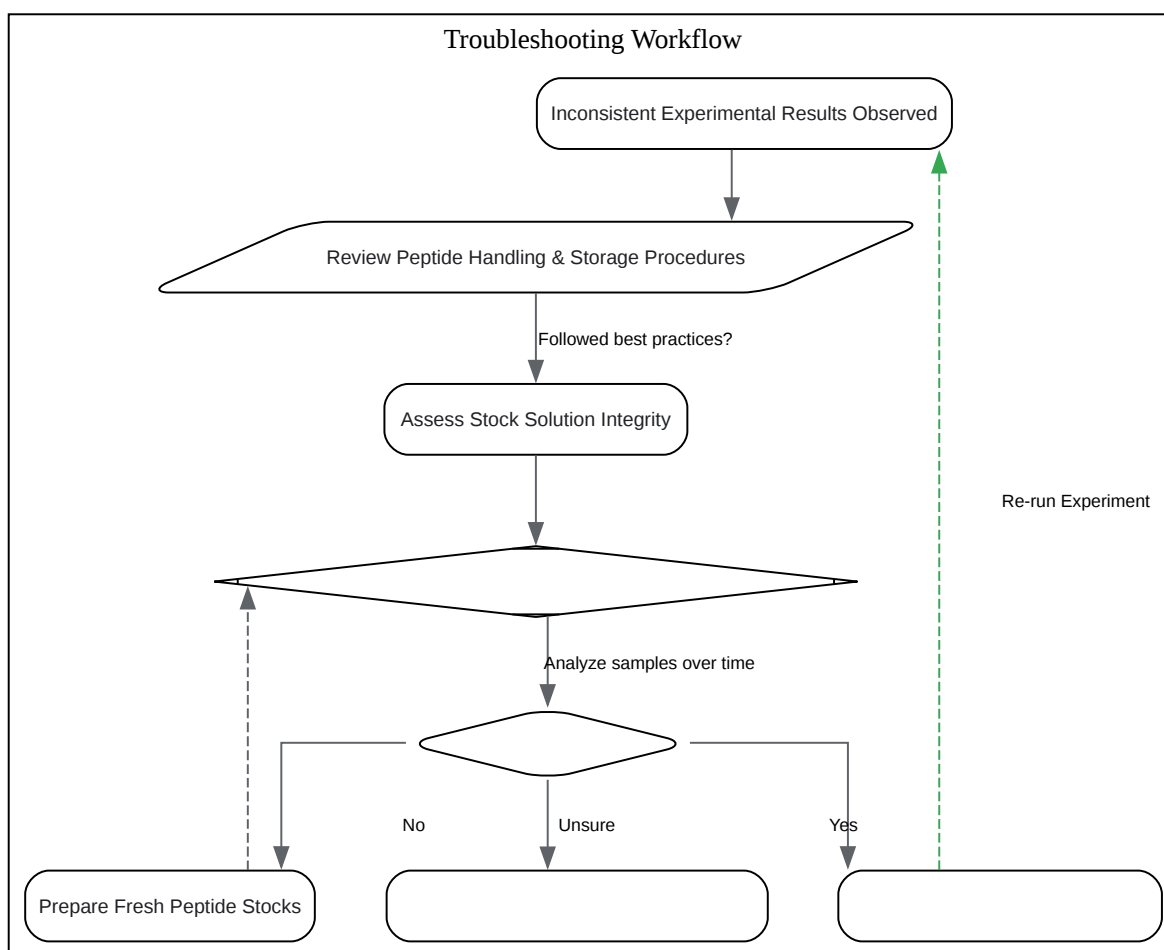 Troubleshooting Workflow
Inconsistent Experimental Results Observed
Review Peptide Handling & Storage Procedures
Followed best practices?
Assess Stock Solution Integrity
Re-run Experiment
Analyze samples over time
No
Unsure
Yes
Prepare Fresh Peptide Stocks